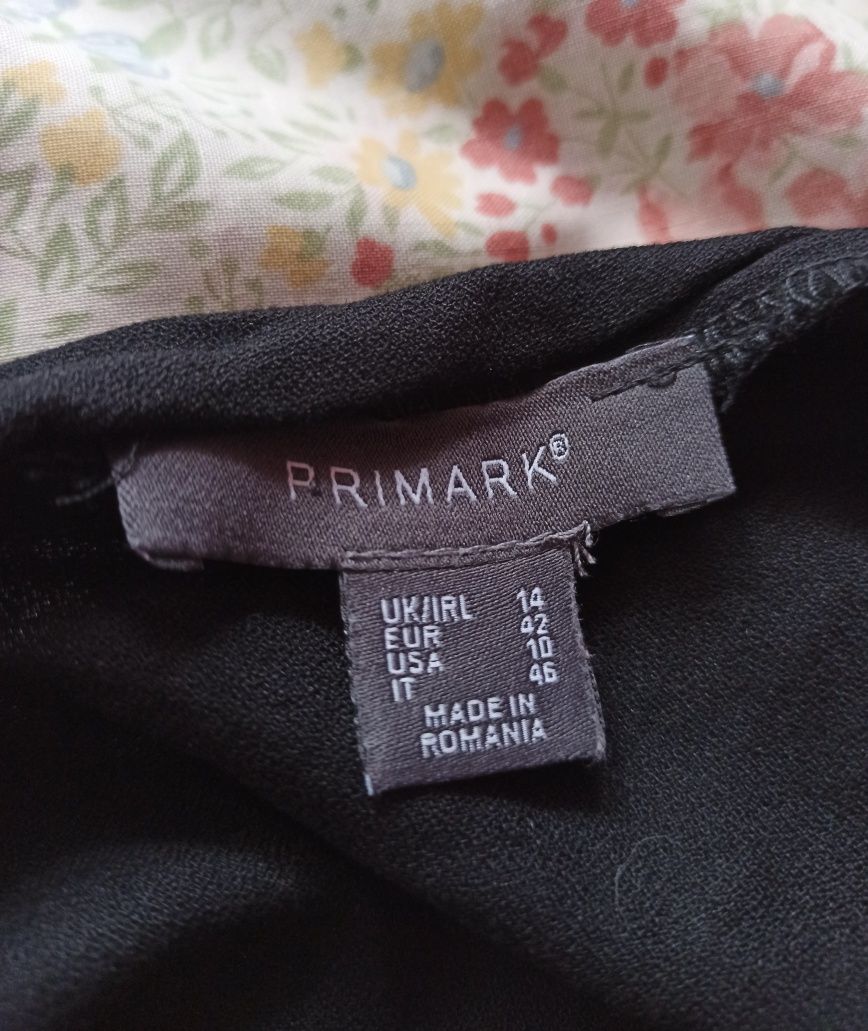 PRIMARK®
UK/IRL 14
EUR 42
USA 10
IT 46
MADE IN
ROMANIA